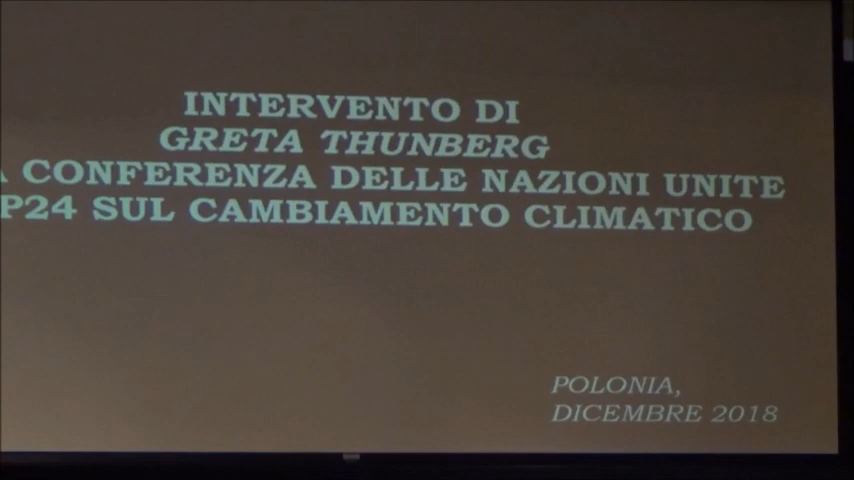 INTERVENTO DI
GRETA THUNBERG
CONFERENZA DELLE NAZIONI UNITE
P24 SUL CAMBIAMENTO CLIMATICO
POLONIA,
DICEMBRE 2018